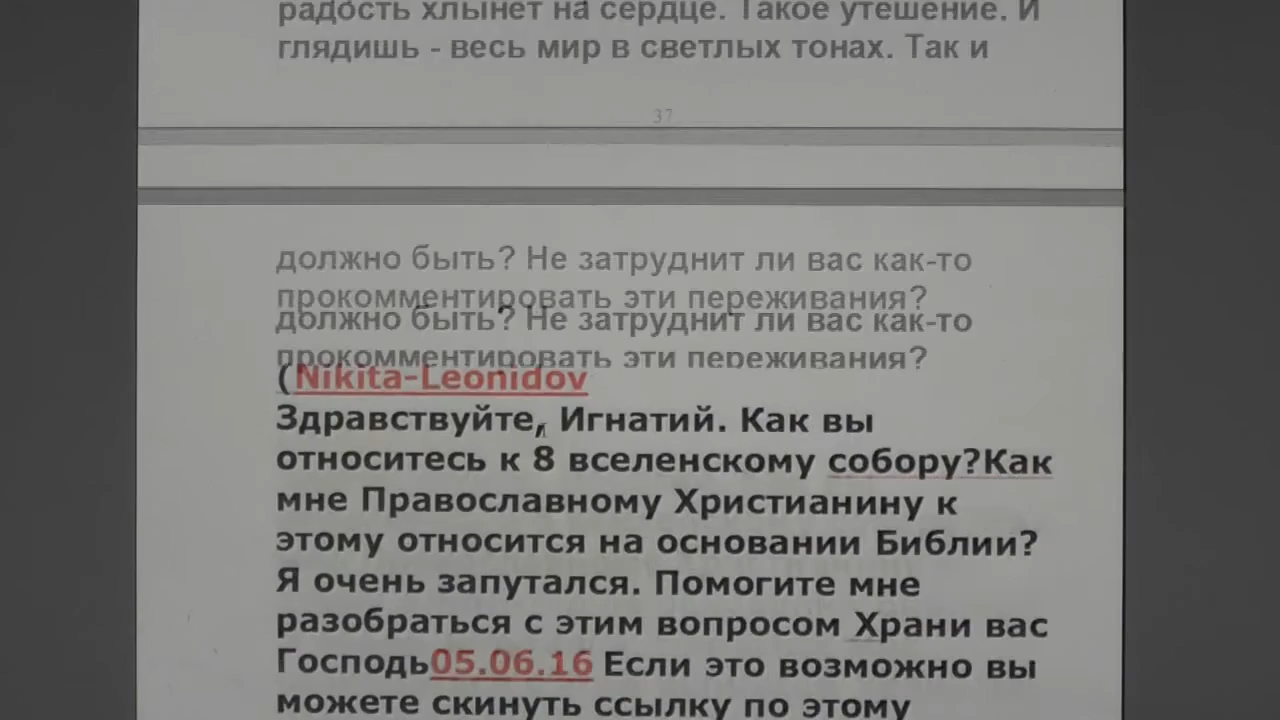 радость хлынет на сердце. Такое утешение. И
глядишь - весь мир в светлых тонах. Так и
37
должно быть? Не затруднит ли вас как-то
прокомментировать эти переживания?
должно быть? Не затруднит ли вас как-то
прокомментировать эти переживания?
(Nikita-Leonidov
Здравствуйте, Игнатий. Как вы
относитесь к 8 вселенскому собору?Как
мне Православному Христианину к
этому относится на основании Библии?
Я очень запутался. Помогите мне
разобраться с этим вопросом Храни вас
Господь05.06.16 Если это возможно вы
можете скинуть ссылку по этому